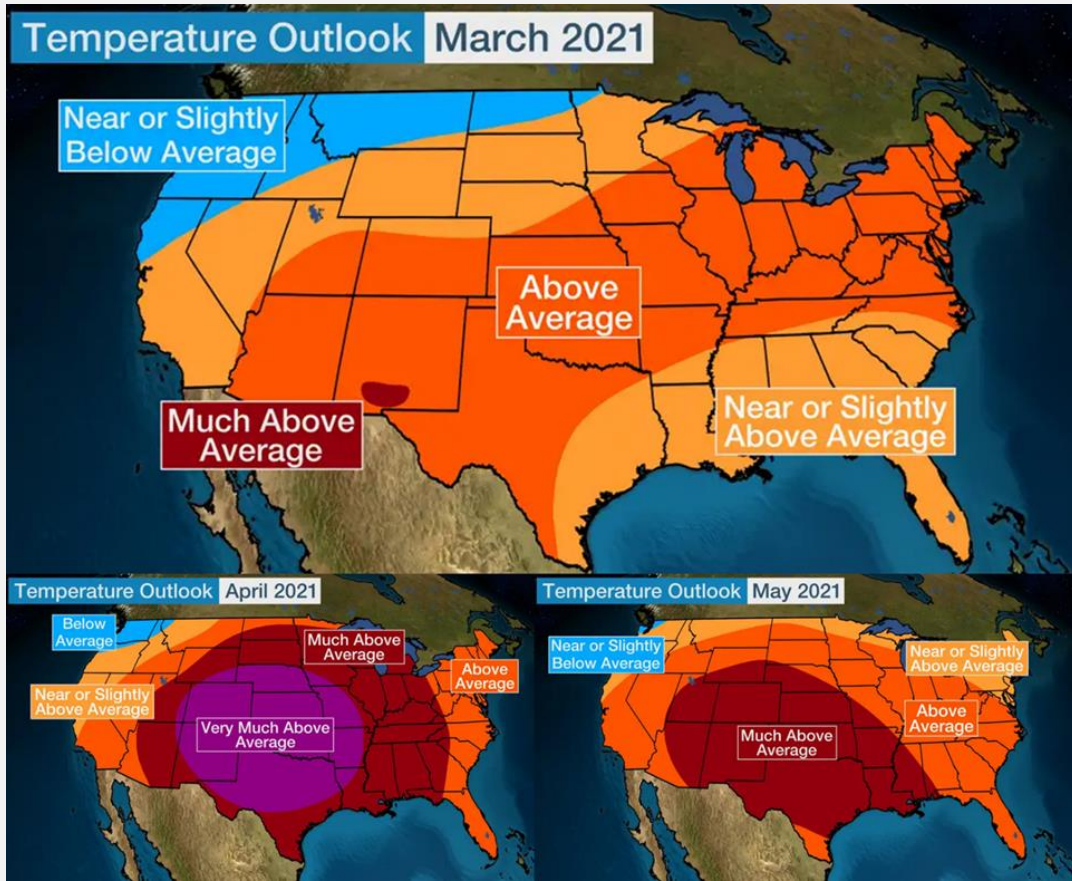 Temperature Outlook March 2021
Near or Slightly
Below Average
Above
Average
Much Above
Average
Near or Slightly
Above Average
Temperature Outlook April 2021
Below
Average
Much Above
Average
Above
Average
Near or Slightly
Above Average
Very Much Above
Average
Temperature Outlook May 2021
Near or Slightly
Below Average
Near or Slightly
Above Average
Above
Average
Much Above
Average